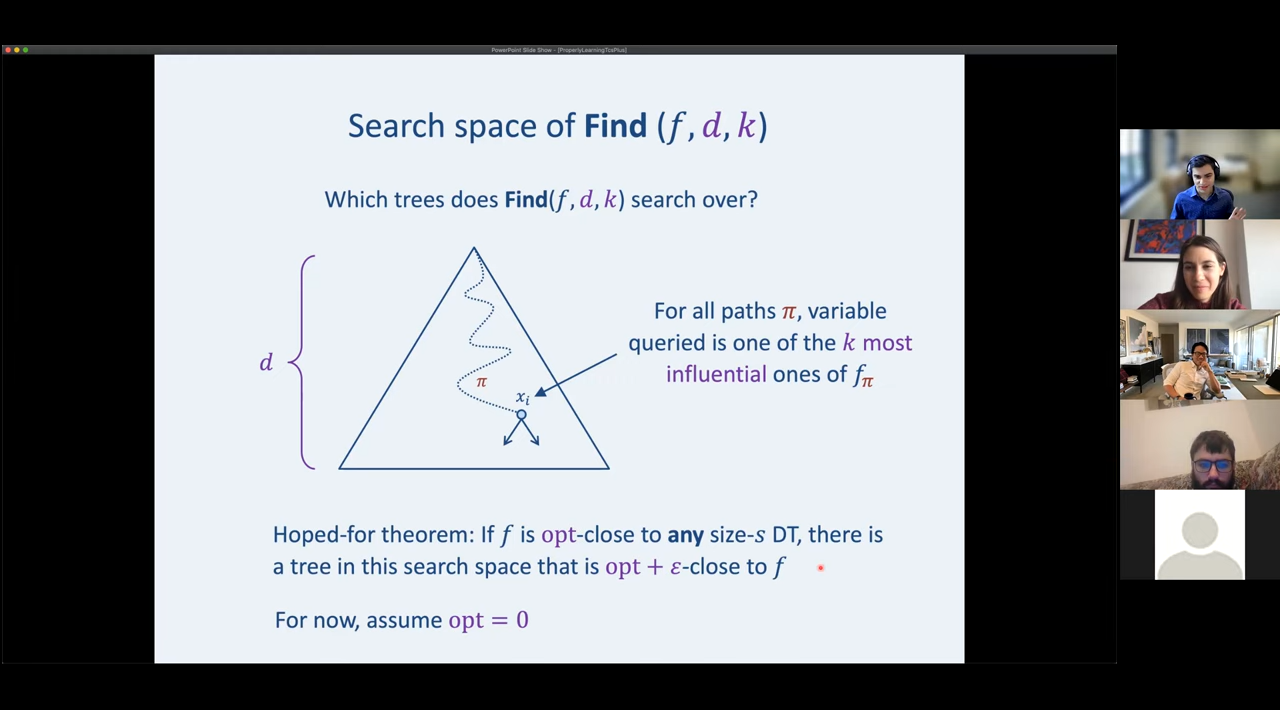 PowerPoint Slide Show - [ProperlyLearningTcsPlus]
Search space of Find (f, d, k)
Which trees does Find(f, d, k) search over?
d
π
xᵢ
For all paths π, variable
queried is one of the k most
influential ones of f_π
Hoped-for theorem: If f is opt-close to any size-s DT, there is
a tree in this search space that is opt + ε-close to f
For now, assume opt = 0